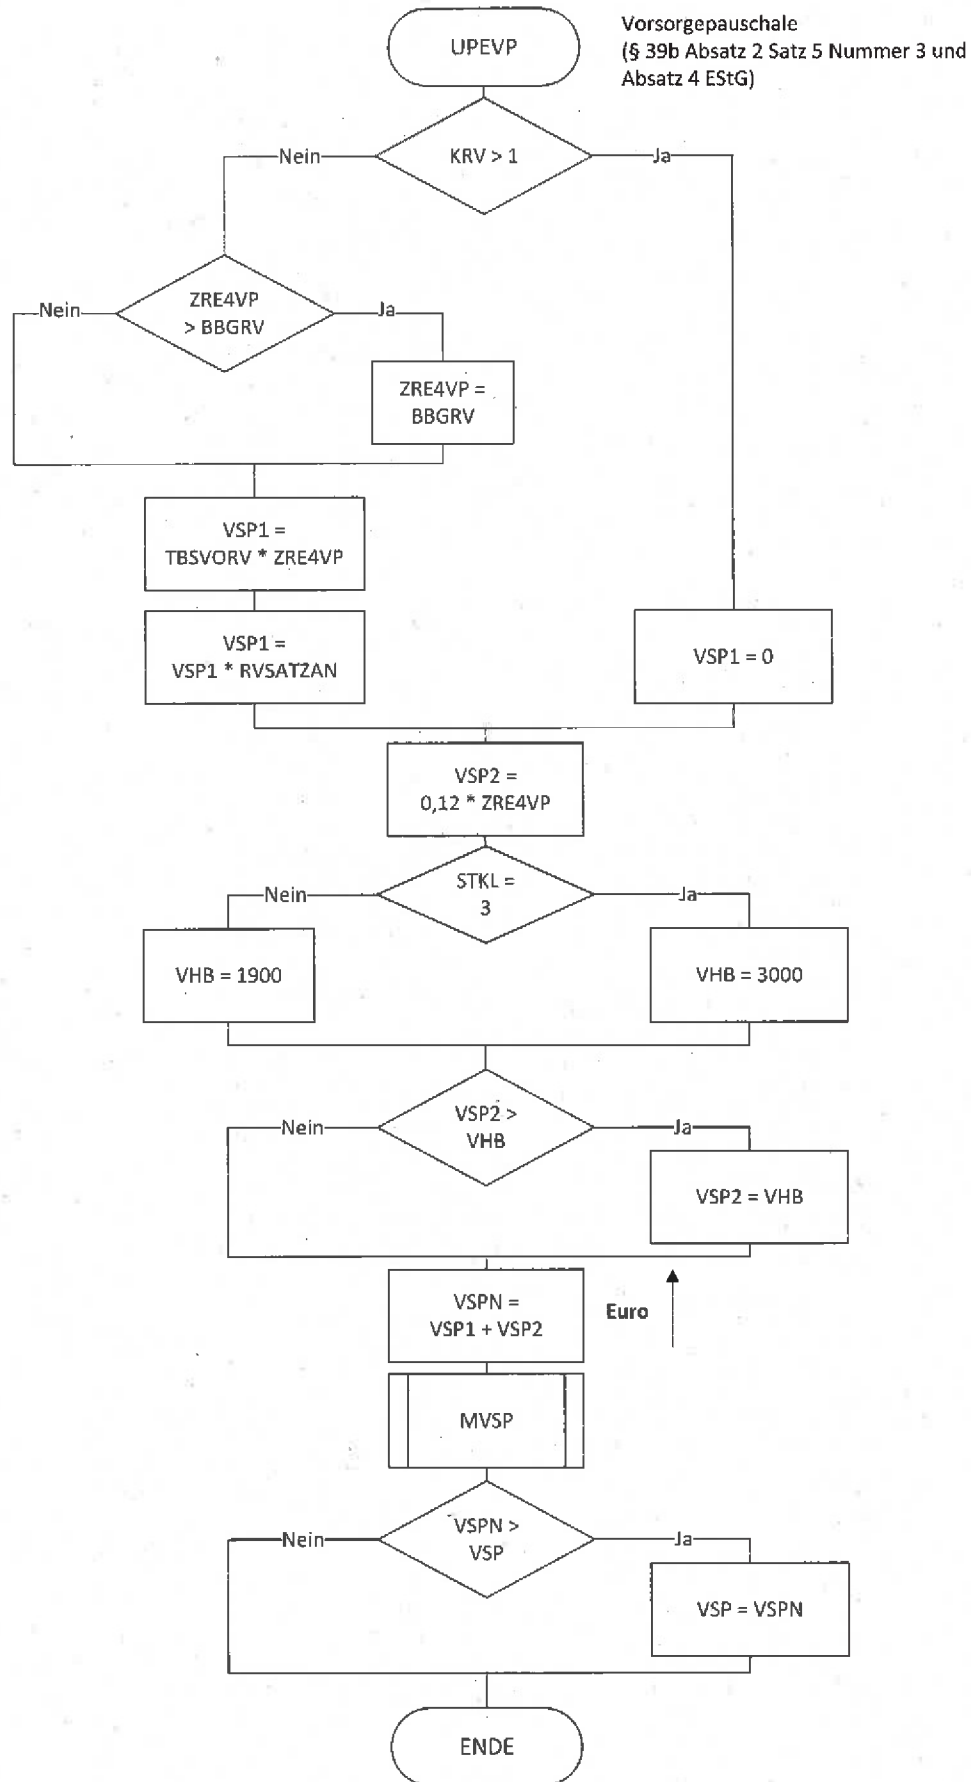 UPEVP
Vorsorgepauschale
(§ 39b Absatz 2 Satz 5 Nummer 3 und
Absatz 4 EStG)
Nein
KRV > 1
Ja
Nein
ZRE4VP
> BBGRV
Ja
ZRE4VP =
BBGRV
VSP1 =
TBSVORV * ZRE4VP
VSP1 =
VSP1 * RVSATZAN
VSP1 = 0
VSP2 =
0,12 * ZRE4VP
Nein
STKL =
3
Ja
VHB = 1900
VHB = 3000
Nein
VSP2 >
VHB
Ja
VSP2 = VHB
VSPN =
VSP1 + VSP2
Euro
MVSP
Nein
VSPN >
VSP
Ja
VSP = VSPN
ENDE